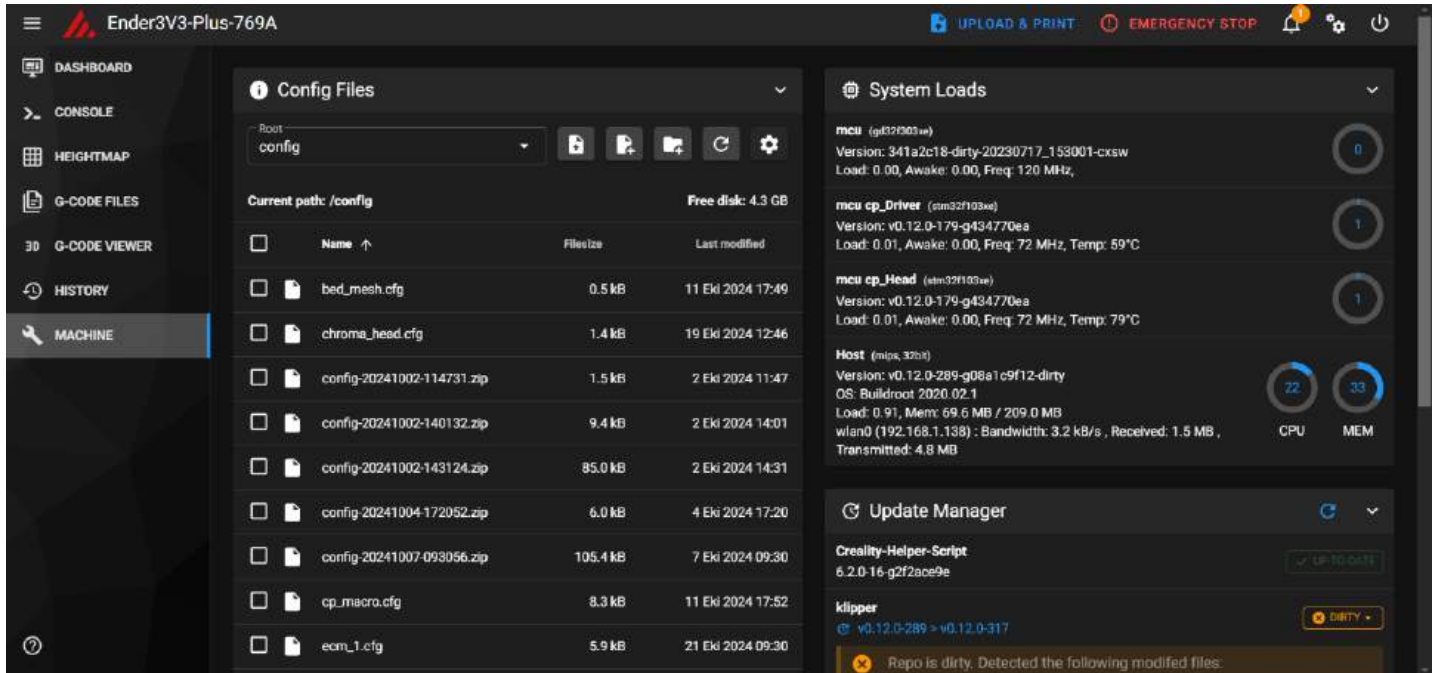 Ender3V3-Plus-769A
UPLOAD & PRINT
EMERGENCY STOP
1
DASHBOARD
CONSOLE
HEIGHTMAP
G-CODE FILES
3D G-CODE VIEWER
HISTORY
MACHINE
Config Files
Root
config
Current path: /config
Free disk: 4.3 GB
Name Filesize Last modified
bed_mesh.cfg 0.5 kB 11 Eki 2024 17:49
chroma_head.cfg 1.4 kB 19 Eki 2024 12:46
config-20241002-114731.zip 1.5 kB 2 Eki 2024 11:47
config-20241002-140132.zip 9.4 kB 2 Eki 2024 14:01
config-20241002-143124.zip 85.0 kB 2 Eki 2024 14:31
config-20241004-172052.zip 6.0 kB 4 Eki 2024 17:20
config-20241007-093056.zip 105.4 kB 7 Eki 2024 09:30
cp_macro.cfg 8.3 kB 11 Eki 2024 17:52
ecm_1.cfg 5.9 kB 21 Eki 2024 09:30
System Loads
mcu (gd32f303xe)
Version: 341a2c18-dirty-20230717_153001-cxsw
Load: 0.00, Awake: 0.00, Freq: 120 MHz,
0
mcu cp_Driver (stm32f103xe)
Version: v0.12.0-179-g434770ea
Load: 0.01, Awake: 0.00, Freq: 72 MHz, Temp: 59°C
1
mcu cp_Head (stm32f103xe)
Version: v0.12.0-179-g434770ea
Load: 0.01, Awake: 0.00, Freq: 72 MHz, Temp: 79°C
1
Host (mips, 32bit)
Version: v0.12.0-289-g08a1c9f12-dirty
OS: Buildroot 2020.02.1
Load: 0.91, Mem: 69.6 MB / 209.0 MB
wlan0 (192.168.1.138) : Bandwidth: 3.2 kB/s , Received: 1.5 MB ,
Transmitted: 4.8 MB
22 33
CPU MEM
Update Manager
Creality-Helper-Script
6.2.0-16-g2f2ace9e
UP-TO-DATE
klipper
v0.12.0-289 > v0.12.0-317
DIRTY
Repo is dirty. Detected the following modifed files: